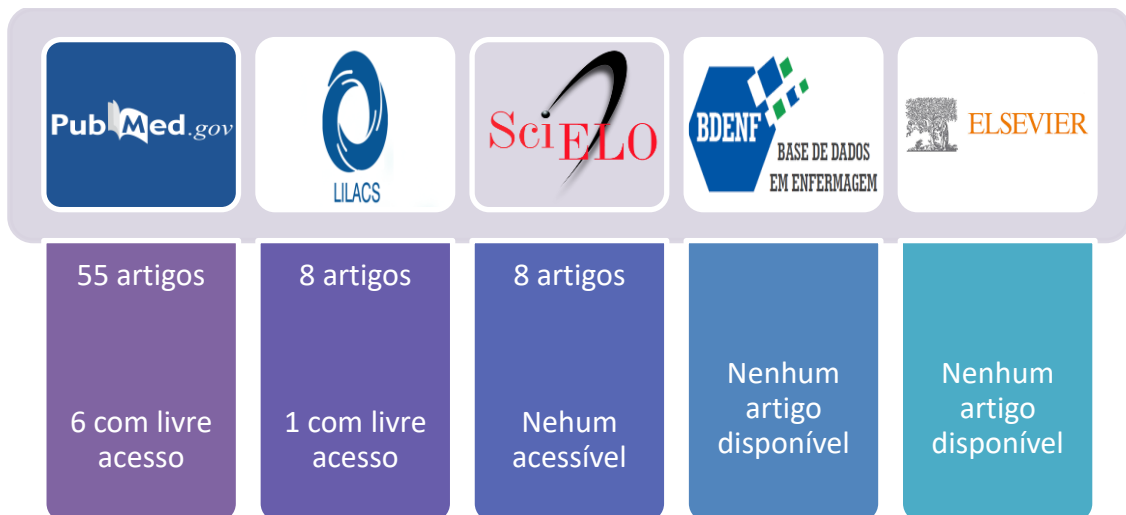 PubMed.gov
LILACS
SciELO
BDENF
BASE DE DADOS
EM ENFERMAGEM
ELSEVIER
55 artigos
6 com livre
acesso
8 artigos
1 com livre
acesso
8 artigos
Nehum
acessível
Nenhum
artigo
disponível
Nenhum
artigo
disponível